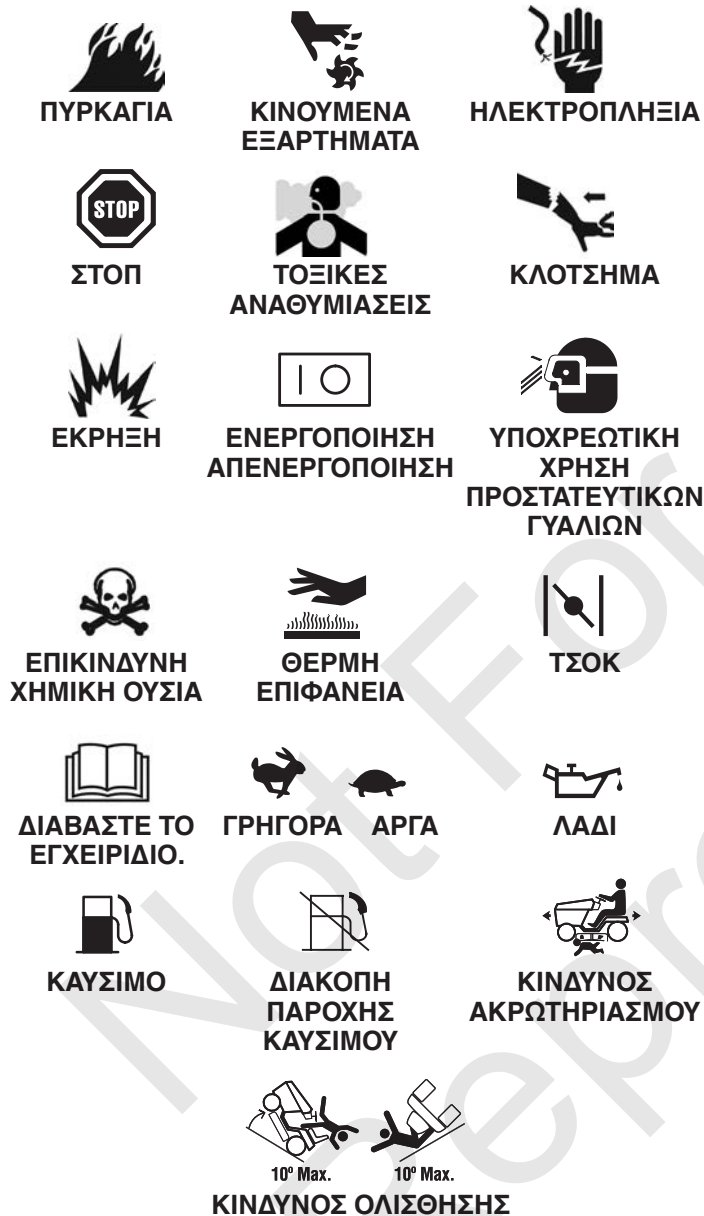 ΠΥΡΚΑΓΙΑ
ΚΙΝΟΥΜΕΝΑ
ΕΞΑΡΤΗΜΑΤΑ
ΗΛΕΚΤΡΟΠΛΗΞΙΑ
STOP
ΣΤΟΠ
ΤΟΞΙΚΕΣ
ΑΝΑΘΥΜΙΑΣΕΙΣ
ΚΛΟΤΣΗΜΑ
ΕΚΡΗΞΗ
ΕΝΕΡΓΟΠΟΙΗΣΗ
ΑΠΕΝΕΡΓΟΠΟΙΗΣΗ
ΥΠΟΧΡΕΩΤΙΚΗ
ΧΡΗΣΗ
ΠΡΟΣΤΑΤΕΥΤΙΚΩΝ
ΓΥΑΛΙΩΝ
ΕΠΙΚΙΝΔΥΝΗ
ΧΗΜΙΚΗ ΟΥΣΙΑ
ΘΕΡΜΗ
ΕΠΙΦΑΝΕΙΑ
ΤΣΟΚ
ΔΙΑΒΑΣΤΕ ΤΟ
ΕΓΧΕΙΡΙΔΙΟ.
ΓΡΗΓΟΡΑ ΑΡΓΑ
ΛΑΔΙ
ΚΑΥΣΙΜΟ
ΔΙΑΚΟΠΗ
ΠΑΡΟΧΗΣ
ΚΑΥΣΙΜΟΥ
ΚΙΝΔΥΝΟΣ
ΑΚΡΩΤΗΡΙΑΣΜΟΥ
10º Max. 10º Max.
ΚΙΝΔΥΝΟΣ ΟΛΙΣΘΗΣΗΣ
Not For